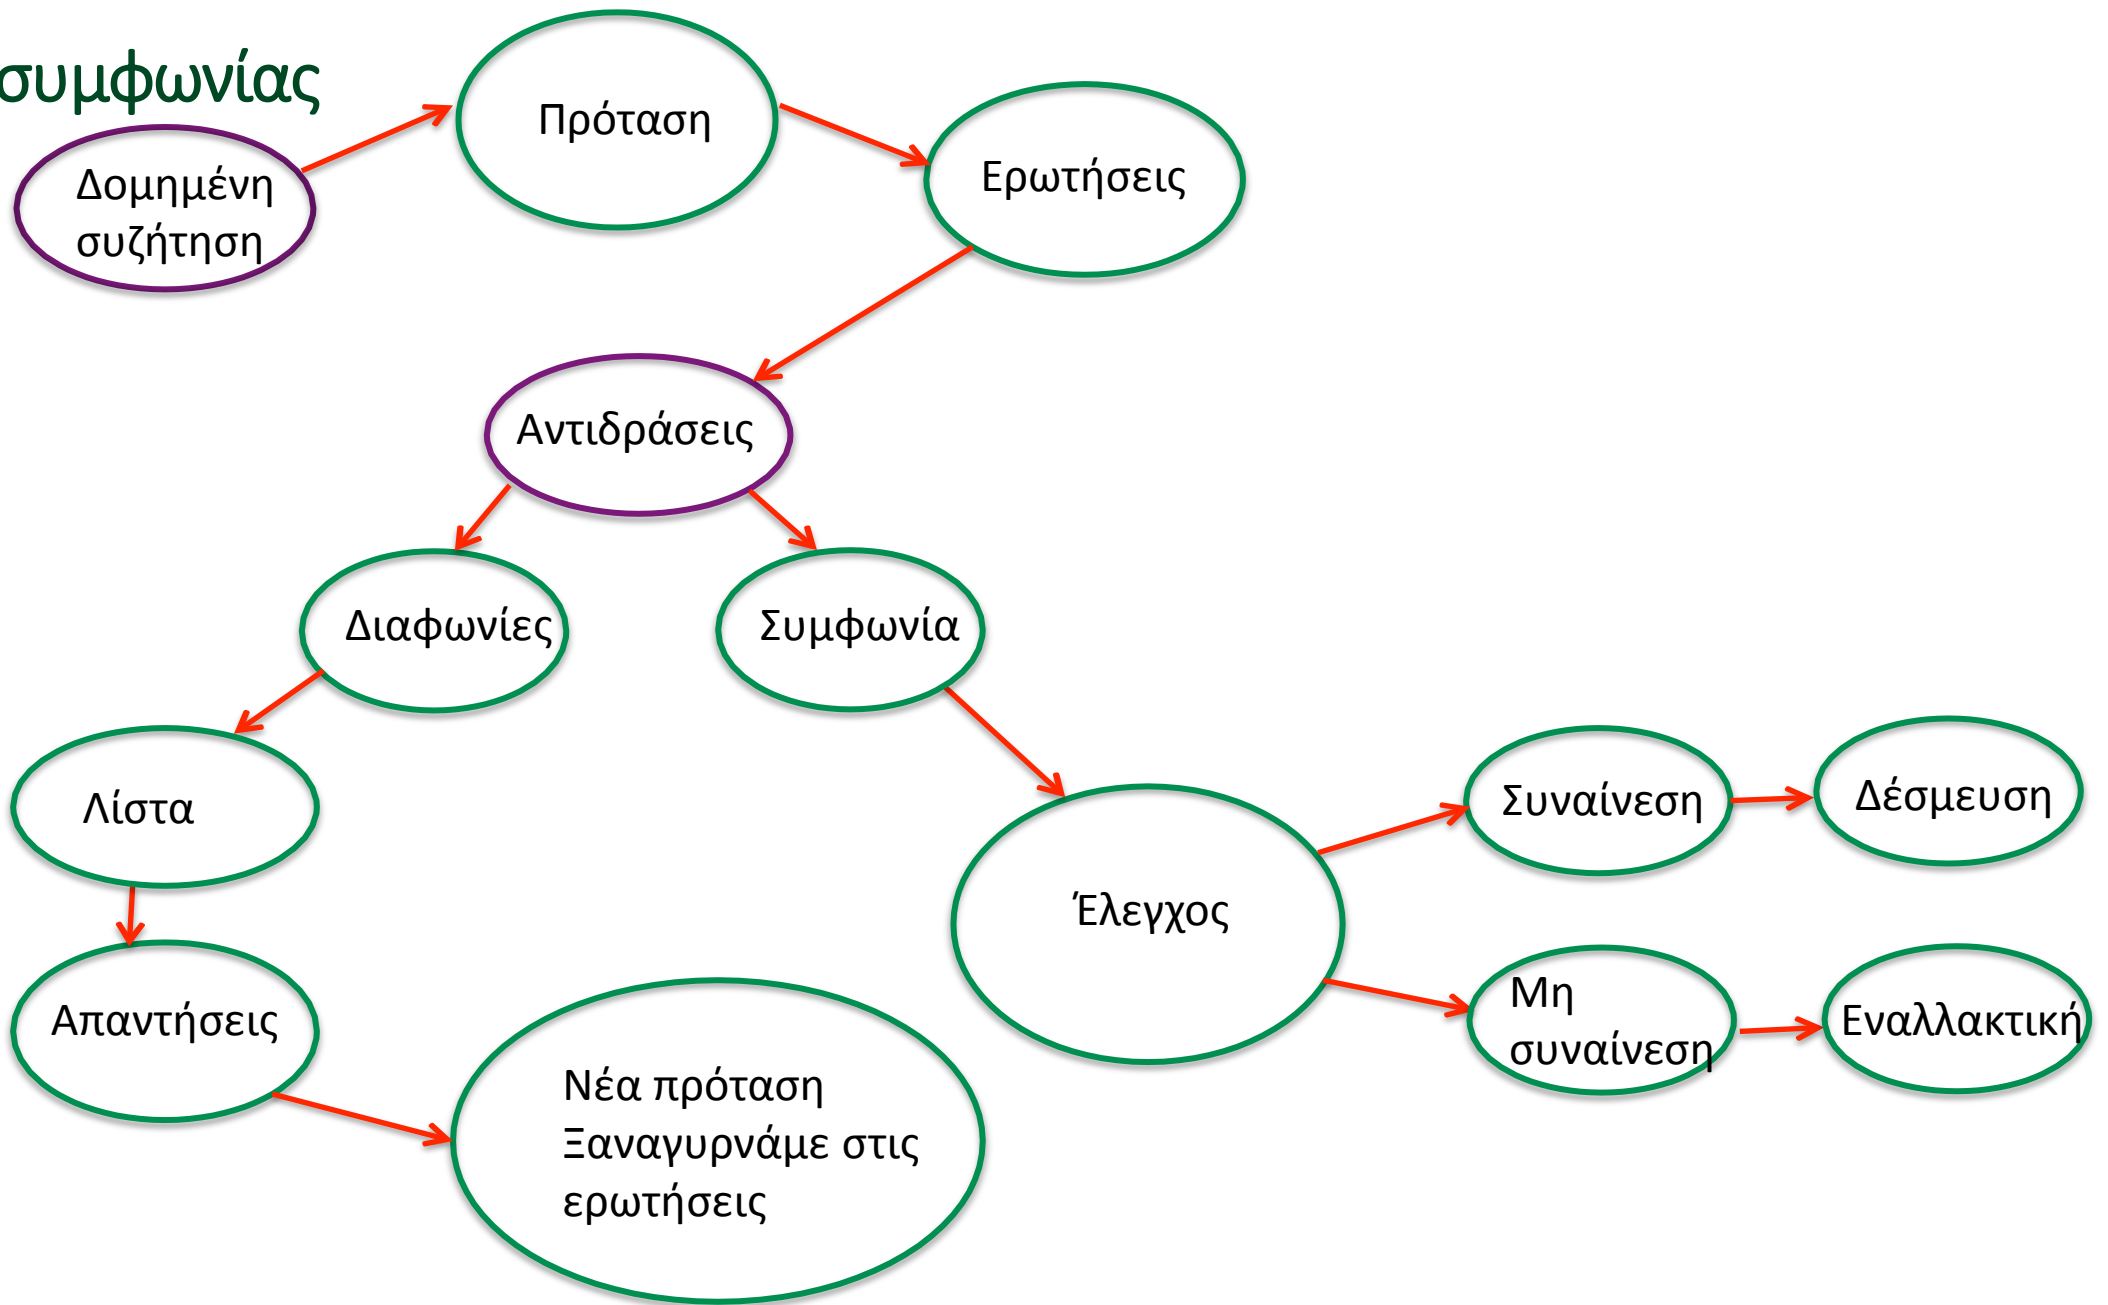 συμφωνίας
Πρόταση
Ερωτήσεις
Δομημένη
συζήτηση
Αντιδράσεις
Διαφωνίες
Συμφωνία
Λίστα
Συναίνεση
Δέσμευση
Έλεγχος
Απαντήσεις
Μη
συναίνεση
Εναλλακτική
Νέα πρόταση
Ξαναγυρνάμε στις
ερωτήσεις